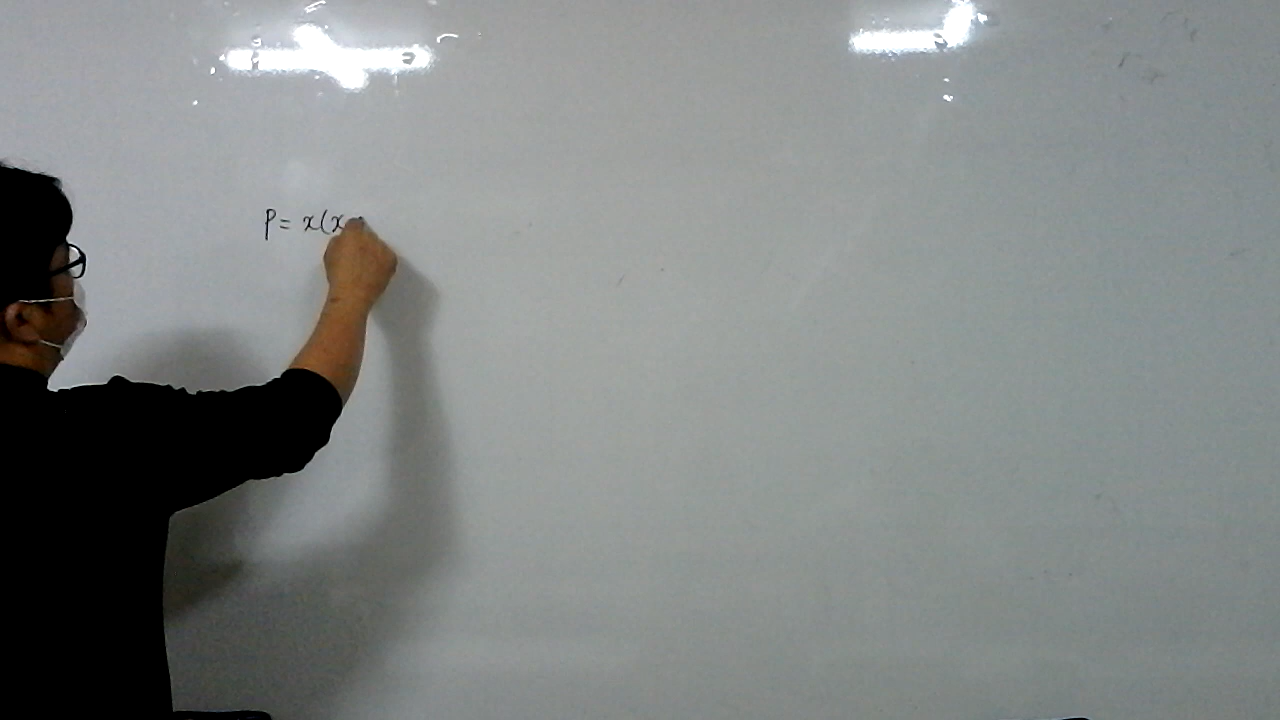 P = x(x